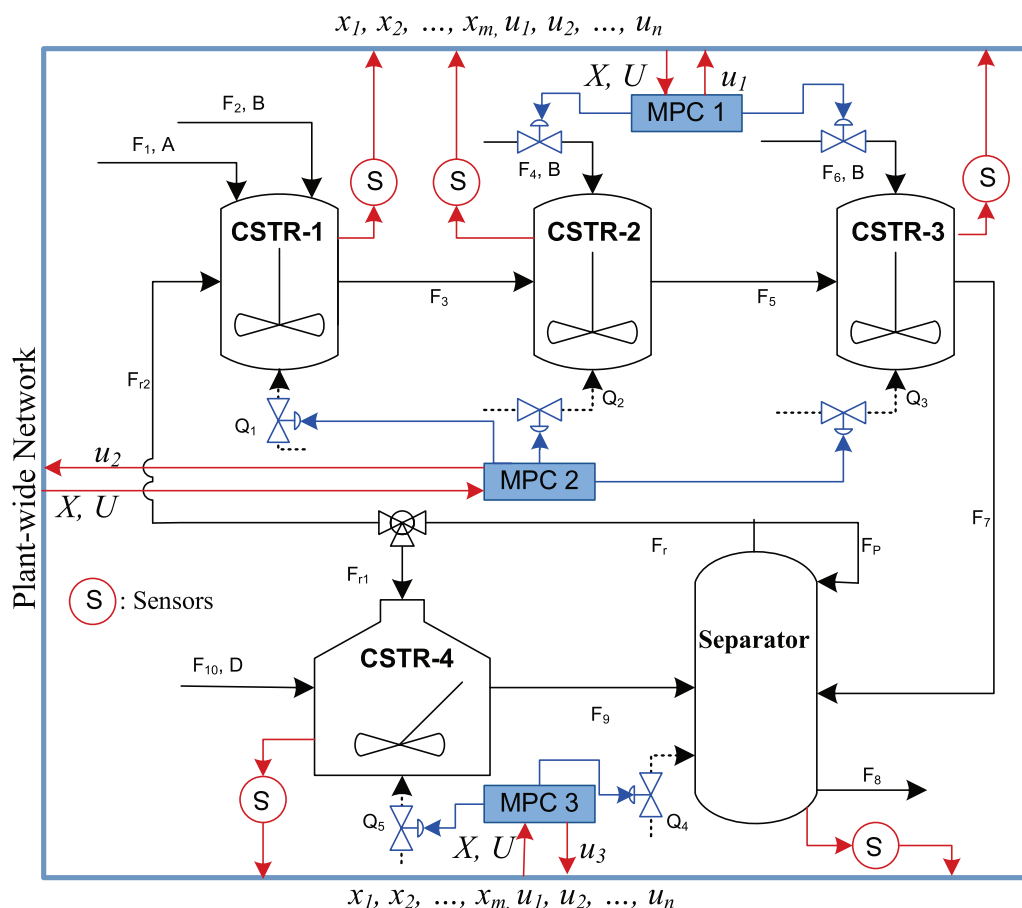 x1, x2, ..., xm, u1, u2, ..., un
X, U
u1
MPC 1
F2, B
F1, A
S
S
F4, B
F6, B
S
CSTR-1
CSTR-2
CSTR-3
F3
F5
Fr2
Q1
Q2
Q3
u2
MPC 2
X, U
Plant-wide Network
Fr
FP
F7
Fr1
S : Sensors
Separator
CSTR-4
F10, D
F9
F8
S
MPC 3
Q5
Q4
X, U
u3
S
x1, x2, ..., xm, u1, u2, ..., un